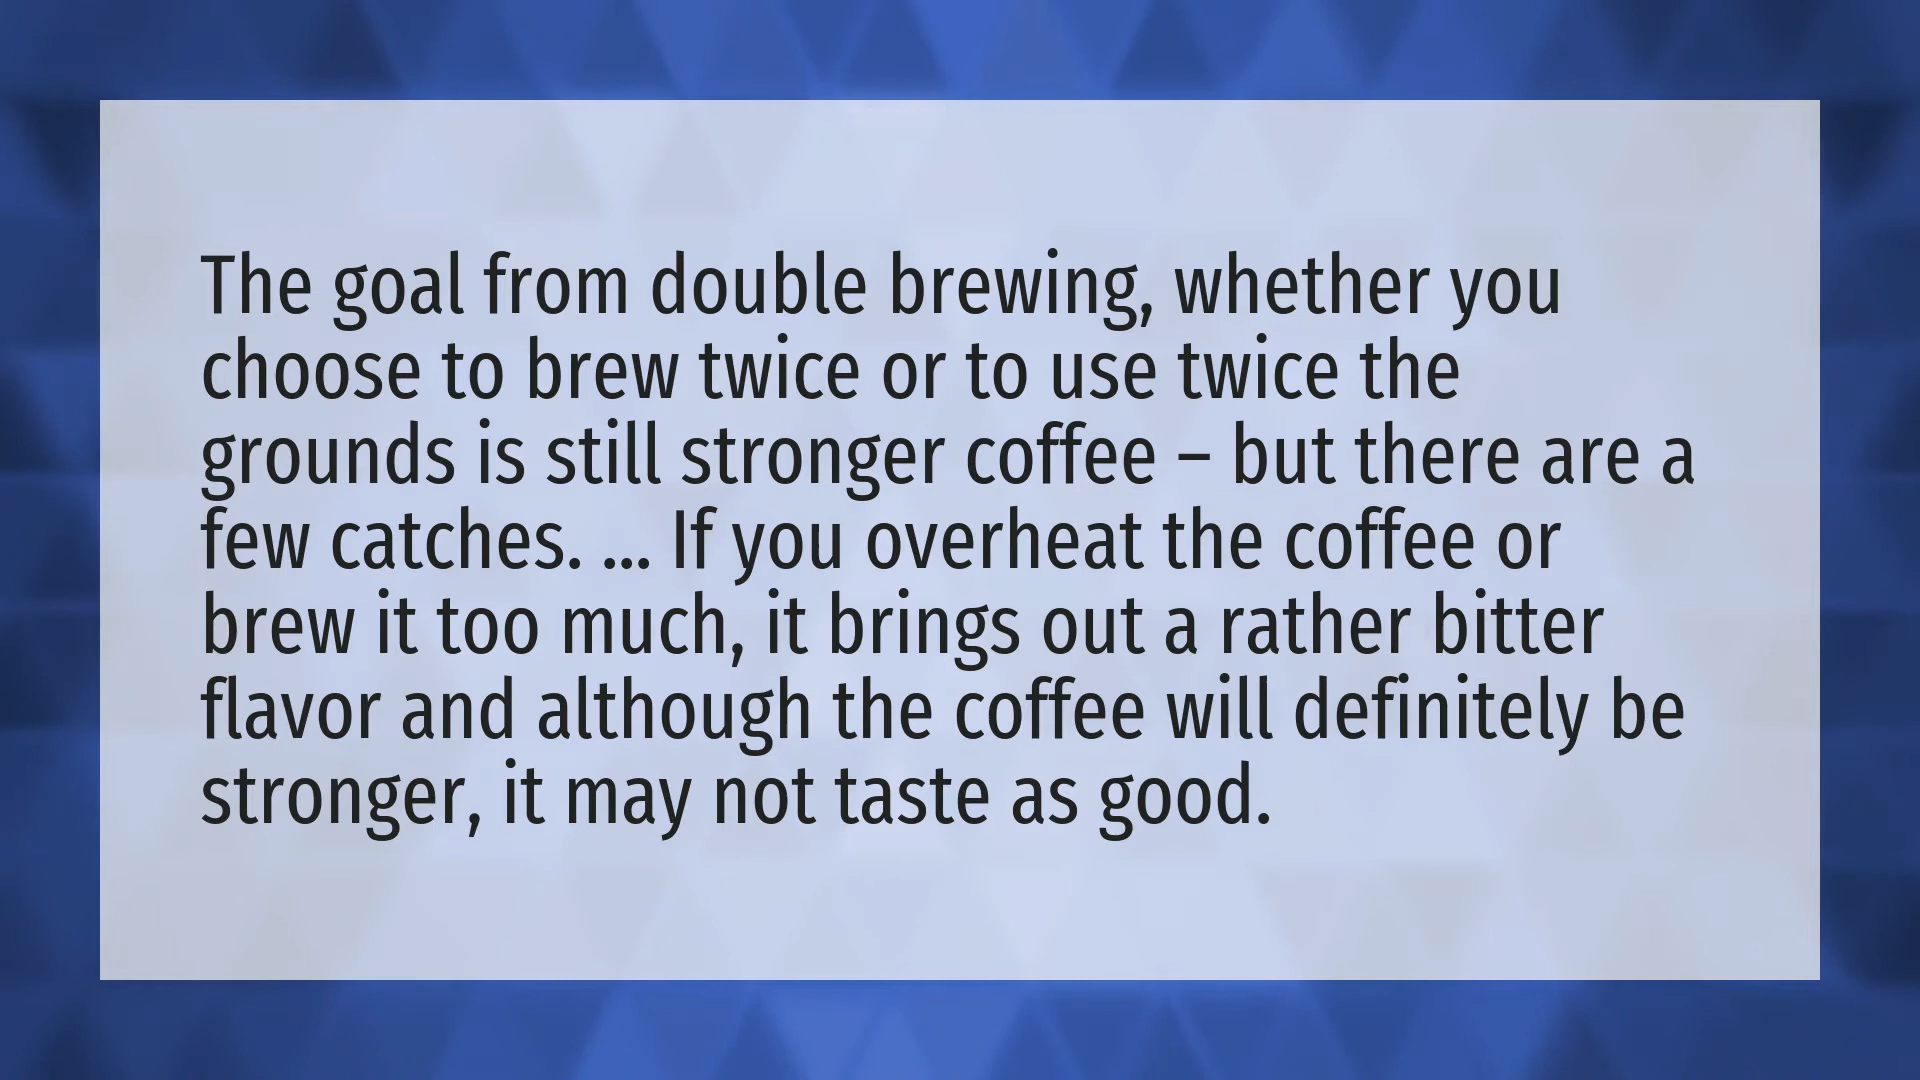 The goal from double brewing, whether you
choose to brew twice or to use twice the
grounds is still stronger coffee – but there are a
few catches. ... If you overheat the coffee or
brew it too much, it brings out a rather bitter
flavor and although the coffee will definitely be
stronger, it may not taste as good.